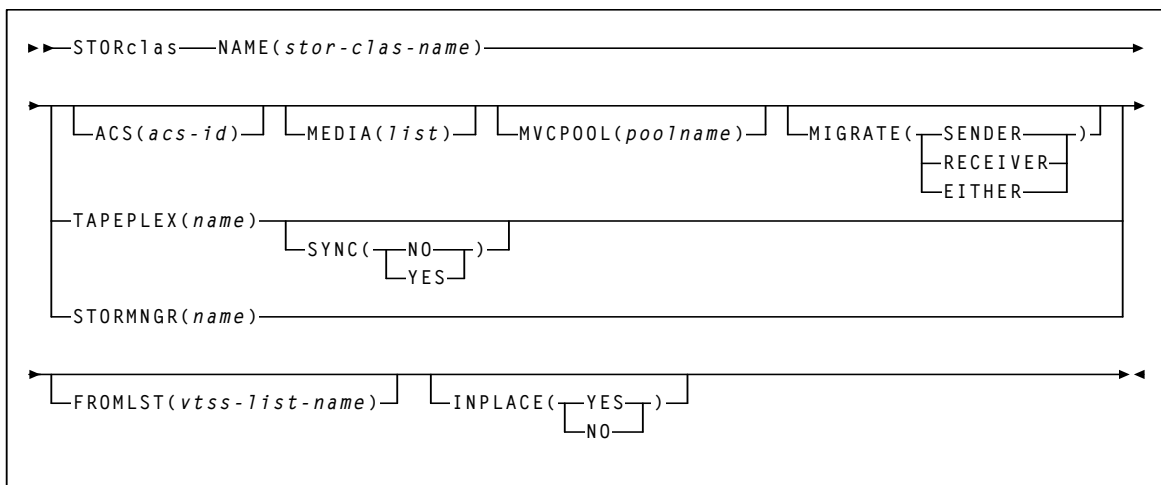 STORclas NAME(stor-clas-name)
ACS(acs-id) MEDIA(list) MVCPOOL(poolname) MIGRATE( SENDER )
RECEIVER
EITHER
TAPEPLEX(name)
SYNC( NO )
YES
STORMNGR(name)
FROMLST(vtss-list-name) INPLACE( YES )
NO